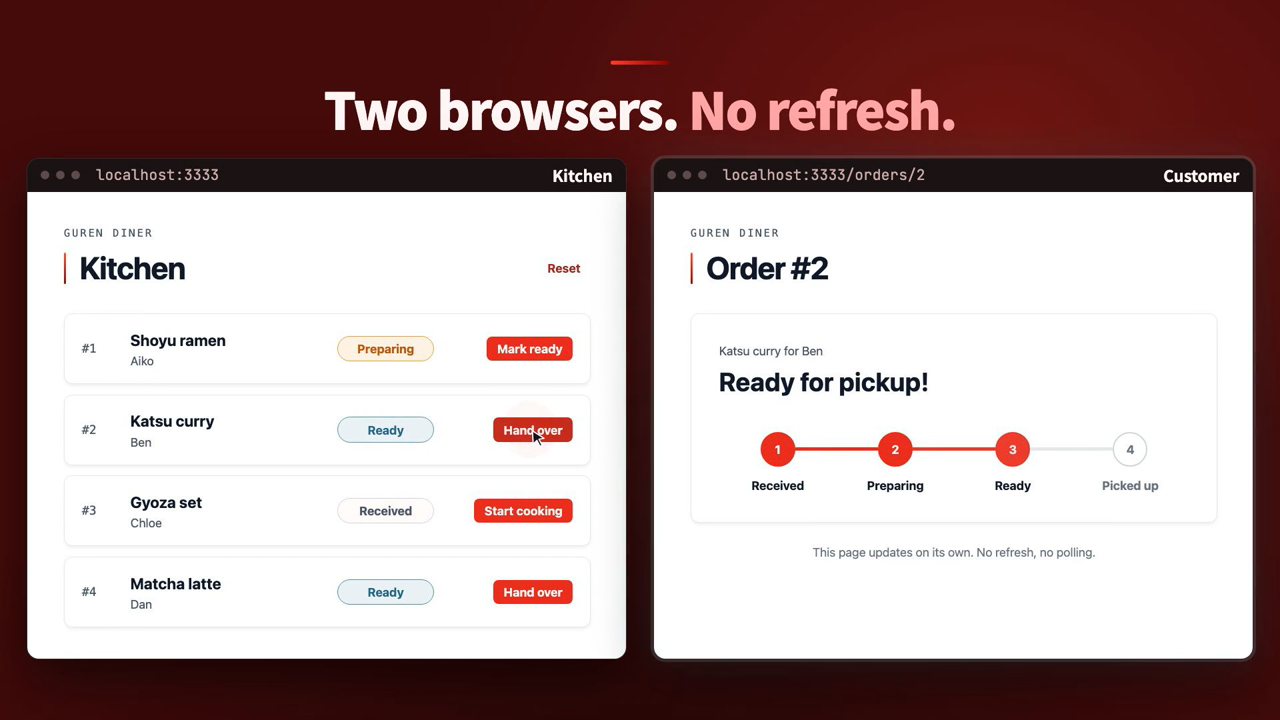 Two browsers. No refresh.
localhost:3333
Kitchen
GUREN DINER
Kitchen
Reset
#1
Shoyu ramen
Aiko
Preparing
Mark ready
#2
Katsu curry
Ben
Ready
Hand over
#3
Gyoza set
Chloe
Received
Start cooking
#4
Matcha latte
Dan
Ready
Hand over
localhost:3333/orders/2
Customer
GUREN DINER
Order #2
Katsu curry for Ben
Ready for pickup!
1
2
3
4
Received
Preparing
Ready
Picked up
This page updates on its own. No refresh, no polling.